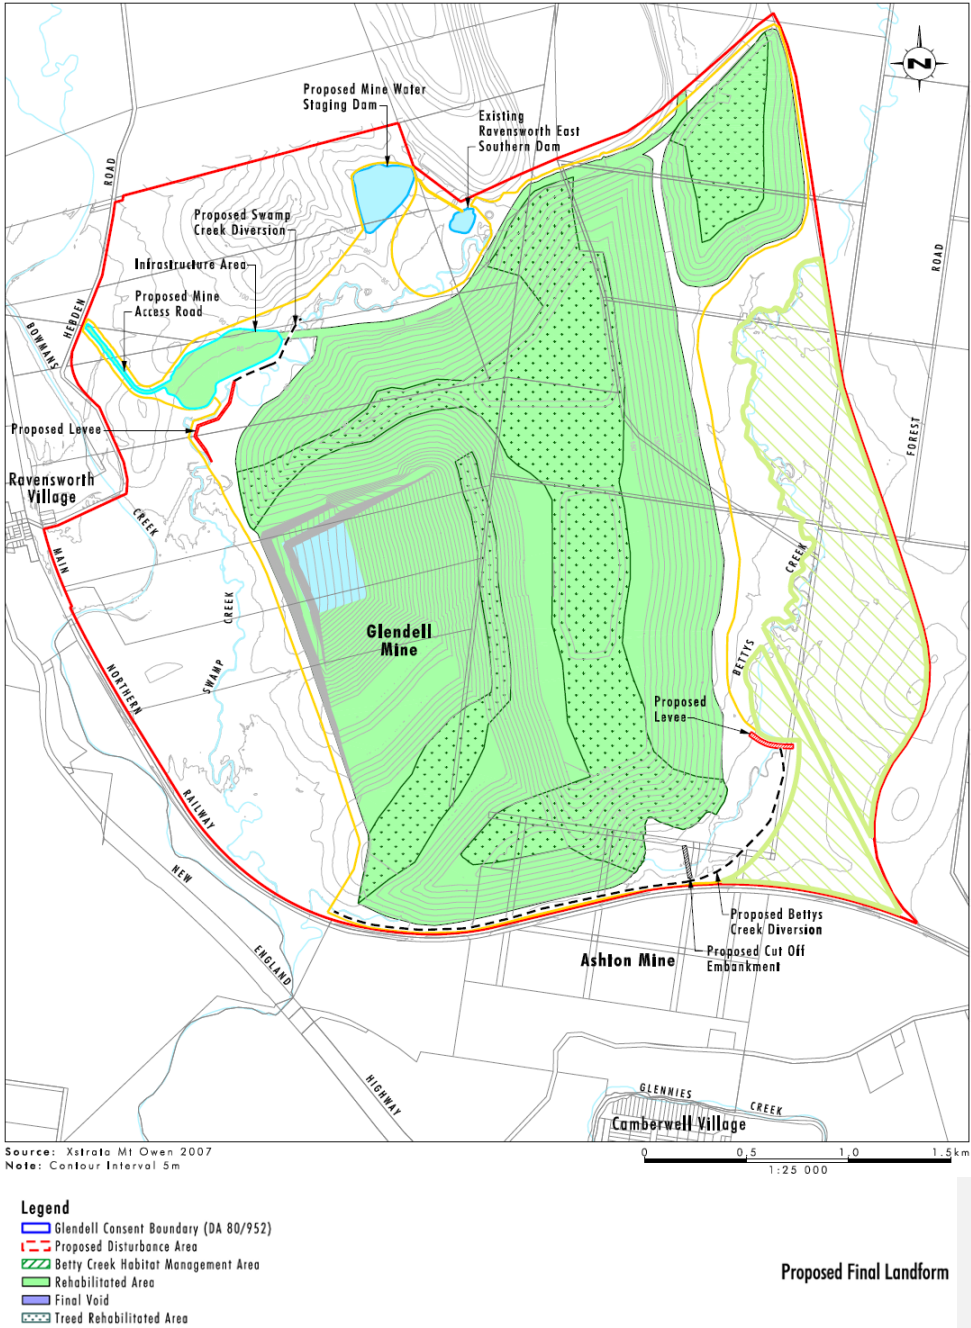 Proposed Mine Water
Staging Dam
Existing
Ravensworth East
Southern Dam
N
ROAD
Proposed Swamp
Creek Diversion
Infrastructure Area
Proposed Mine
Access Road
HEBDEN
BOWMANS
ROAD
Proposed Levee
FOREST
Ravensworth
Village
CREEK
MAIN
CREEK
CREEK
Glendell
Mine
BETTYS
SWAMP
NORTHERN
Proposed
Levee
RAILWAY
NEW
Proposed Bettys
Creek Diversion
ENGLAND
Ashton Mine
Proposed Cut Off
Embankment
HIGHWAY
GLENNIES
CREEK
Camberwell Village
Source: Xstrata Mt Owen 2007
Note: Contour Interval 5m
0 0.5 1.0 1.5km
1:25 000
Legend
Glendell Consent Boundary (DA 80/952)
Proposed Disturbance Area
Betty Creek Habitat Management Area
Rehabilitated Area
Final Void
Treed Rehabilitated Area
Proposed Final Landform